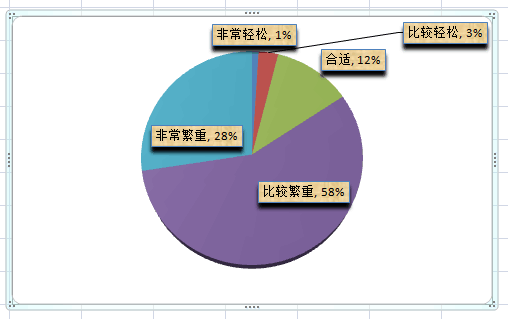 非常轻松, 1%
比较轻松, 3%
合适, 12%
非常繁重, 28%
比较繁重, 58%